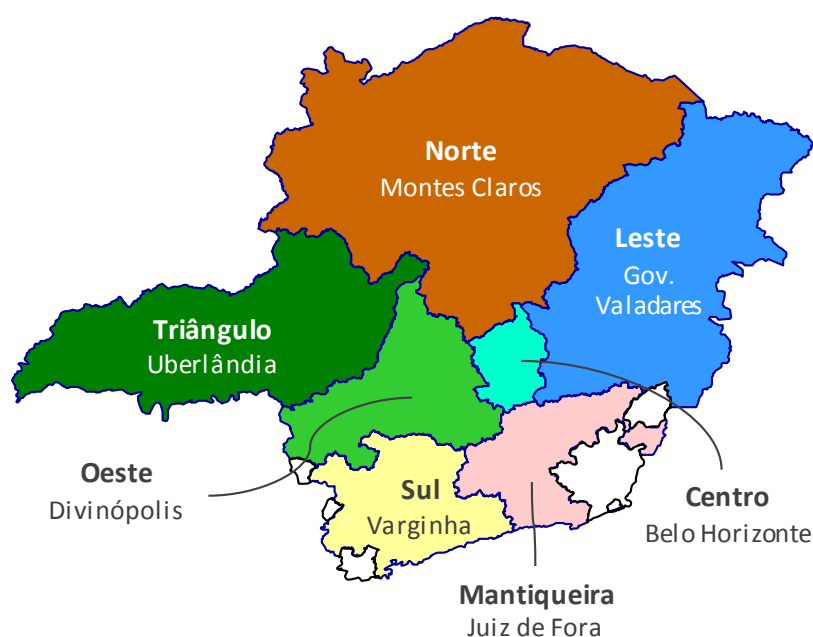 Norte
Montes Claros
Leste
Gov.
Valadares
Triângulo
Uberlândia
Oeste
Divinópolis
Sul
Varginha
Centro
Belo Horizonte
Mantiqueira
Juiz de Fora